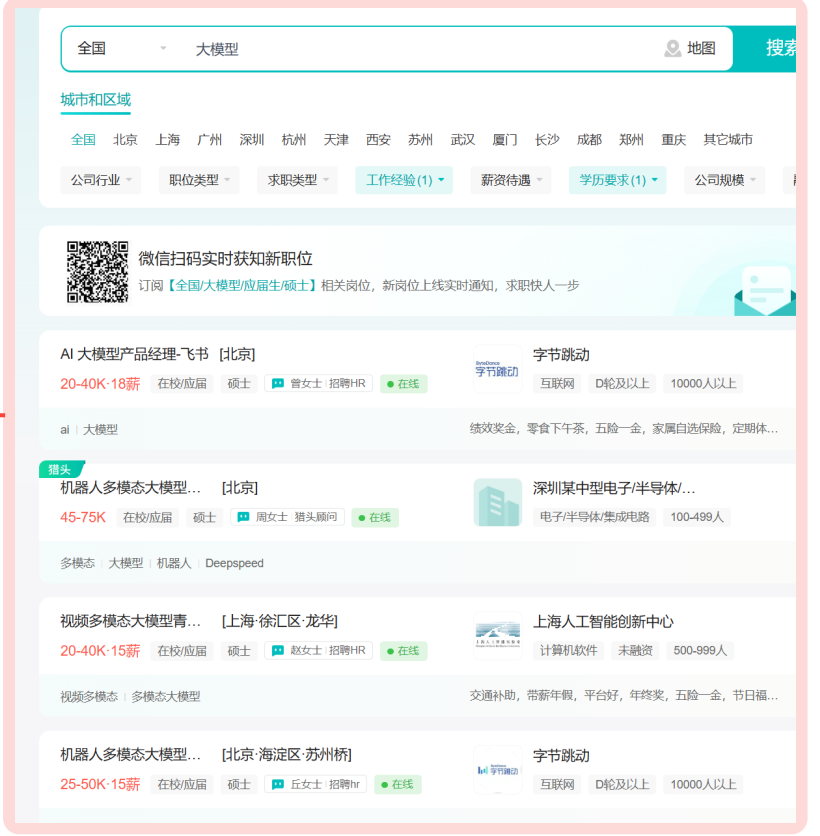 全国 大模型 地图 搜索
城市和区域
全国 北京 上海 广州 深圳 杭州 天津 西安 苏州 武汉 厦门 长沙 成都 郑州 重庆 其它城市
公司行业 职位类型 求职类型 工作经验(1) 薪资待遇 学历要求(1) 公司规模
微信扫码实时获知新职位
订阅【全国/大模型/应届生/硕士】相关岗位，新岗位上线实时通知，求职快人一步
AI 大模型产品经理-飞书 [北京] 字节跳动
20-40K·18薪 在校/应届 硕士 曾女士 招聘HR 在线 ByteDance 字节跳动 互联网 D轮及以上 10000人以上
ai 大模型 绩效奖金，零食下午茶，五险一金，家属自选保险，定期体…
猎头
机器人多模态大模型… [北京] 深圳某中型电子/半导体/…
45-75K 在校/应届 硕士 周女士 猎头顾问 在线 电子/半导体/集成电路 100-499人
多模态 大模型 机器人 Deepspeed
视频多模态大模型青… [上海·徐汇区·龙华] 上海人工智能创新中心
20-40K·15薪 在校/应届 硕士 赵女士 招聘HR 在线 计算机软件 未融资 500-999人
视频多模态 多模态大模型 交通补助，带薪年假，平台好，年终奖，五险一金，节日福…
机器人多模态大模型… [北京·海淀区·苏州桥] 字节跳动
25-50K·15薪 在校/应届 硕士 丘女士 招聘hr 在线 字节跳动 互联网 D轮及以上 10000人以上